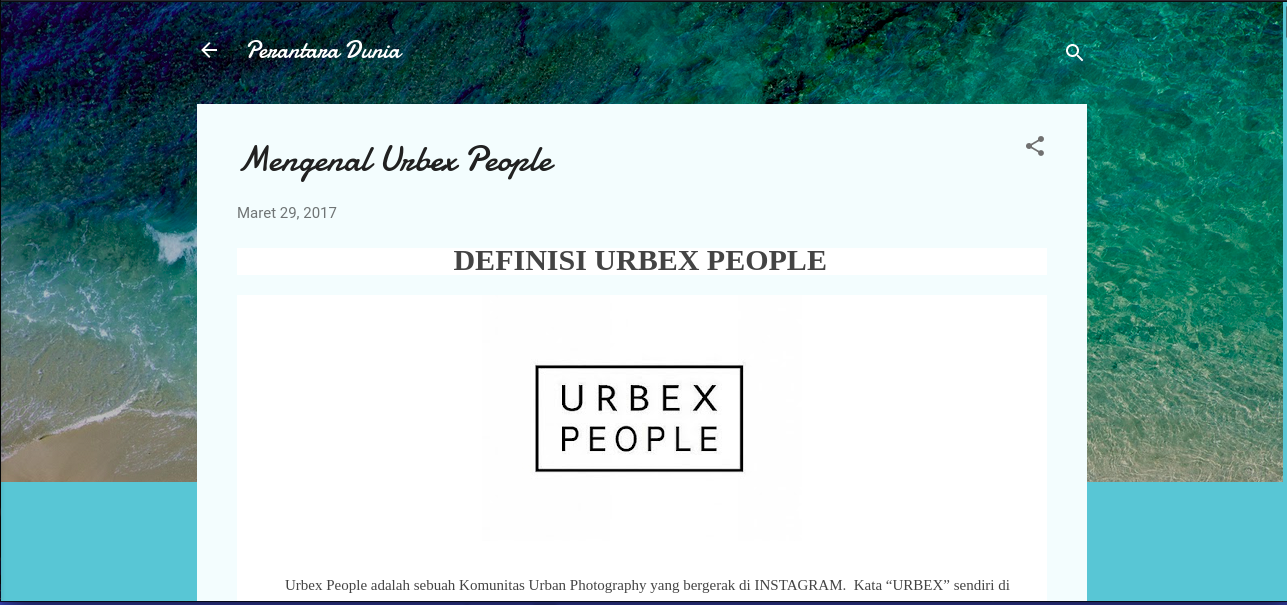 Perantara Dunia
Mengenal Urbex People
Maret 29, 2017
DEFINISI URBEX PEOPLE
URBEX
PEOPLE
Urbex People adalah sebuah Komunitas Urban Photography yang bergerak di INSTAGRAM.  Kata “URBEX” sendiri di